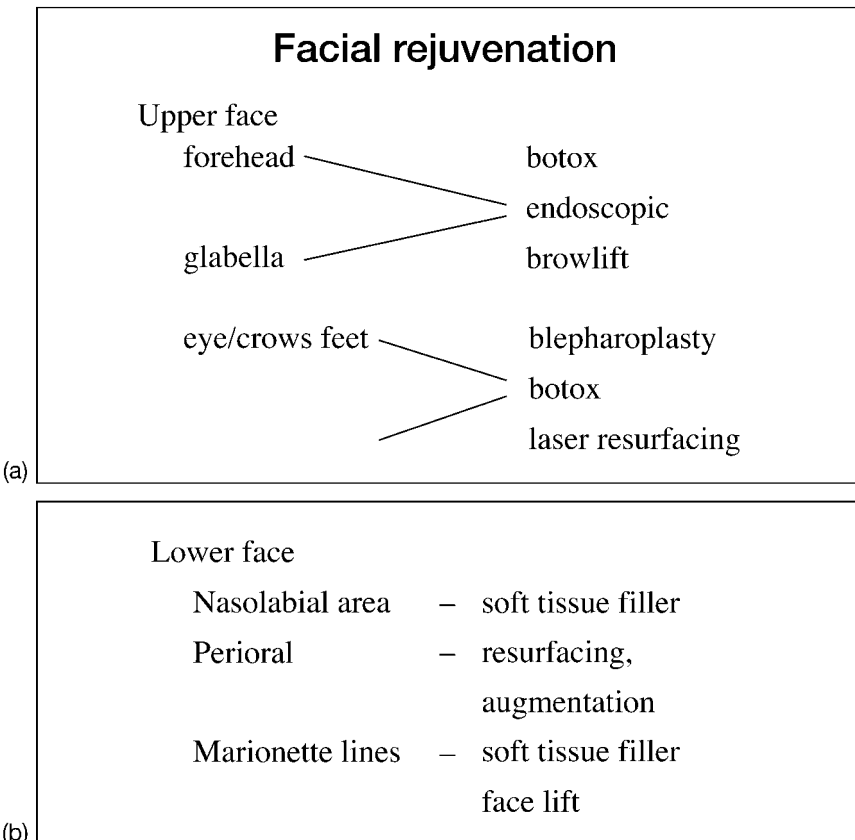 Facial rejuvenation
Upper face
forehead botox
endoscopic
glabella browlift
eye/crows feet blepharoplasty
botox
laser resurfacing
(a)
Lower face
Nasolabial area – soft tissue filler
Perioral – resurfacing,
augmentation
Marionette lines – soft tissue filler
face lift
(b)